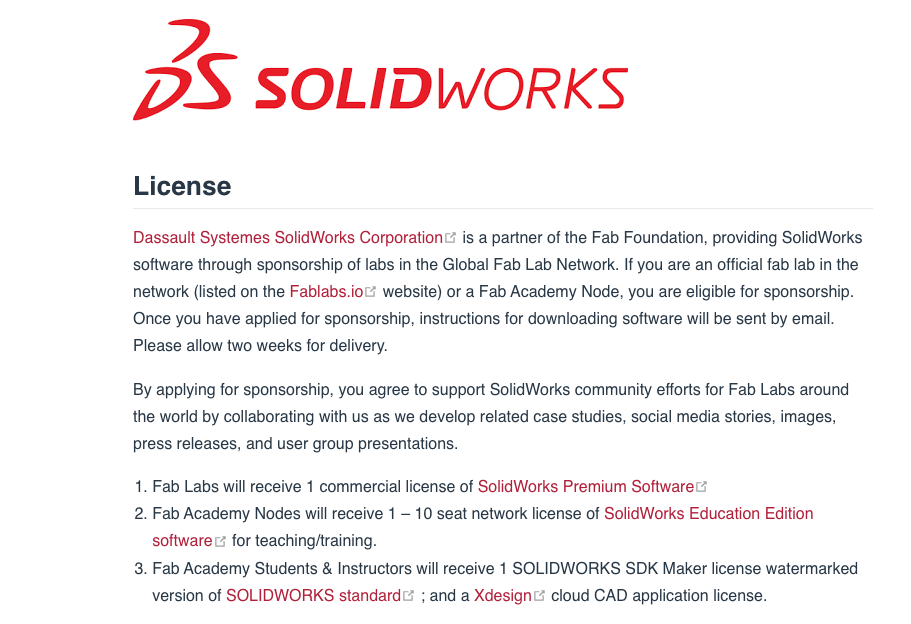 SOLIDWORKS
License
Dassault Systemes SolidWorks Corporation is a partner of the Fab Foundation, providing SolidWorks
software through sponsorship of labs in the Global Fab Lab Network. If you are an official fab lab in the
network (listed on the Fablabs.io website) or a Fab Academy Node, you are eligible for sponsorship.
Once you have applied for sponsorship, instructions for downloading software will be sent by email.
Please allow two weeks for delivery.
By applying for sponsorship, you agree to support SolidWorks community efforts for Fab Labs around
the world by collaborating with us as we develop related case studies, social media stories, images,
press releases, and user group presentations.
1. Fab Labs will receive 1 commercial license of SolidWorks Premium Software
2. Fab Academy Nodes will receive 1 – 10 seat network license of SolidWorks Education Edition
software for teaching/training.
3. Fab Academy Students & Instructors will receive 1 SOLIDWORKS SDK Maker license watermarked
version of SOLIDWORKS standard ; and a Xdesign cloud CAD application license.